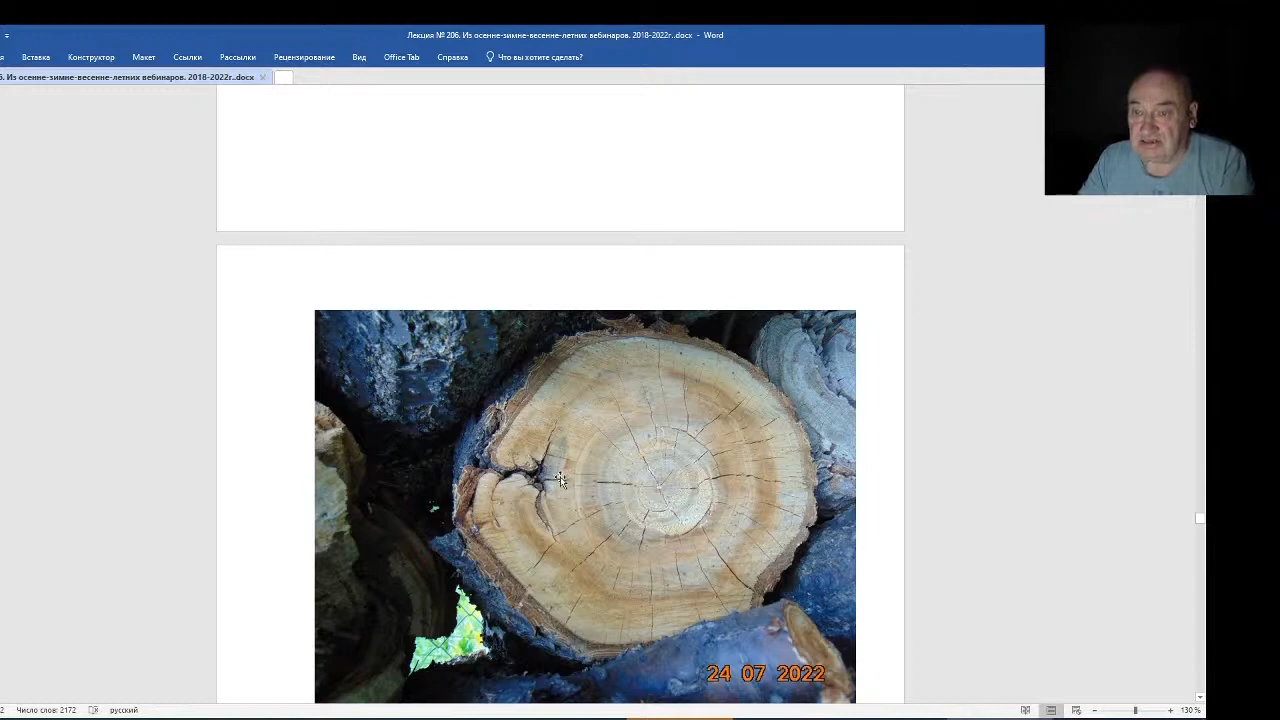 Лекция № 206. Из осенне-зимне-весенне-летних вебинаров. 2018-2022г..docx - Word
Вставка Конструктор Макет Ссылки Рассылки Рецензирование Вид Office Tab Справка Что вы хотите сделать?
6. Из осенне-зимне-весенне-летних вебинаров. 2018-2022г..docx
24 07 2022
2 Число слов: 2172 русский 130 %